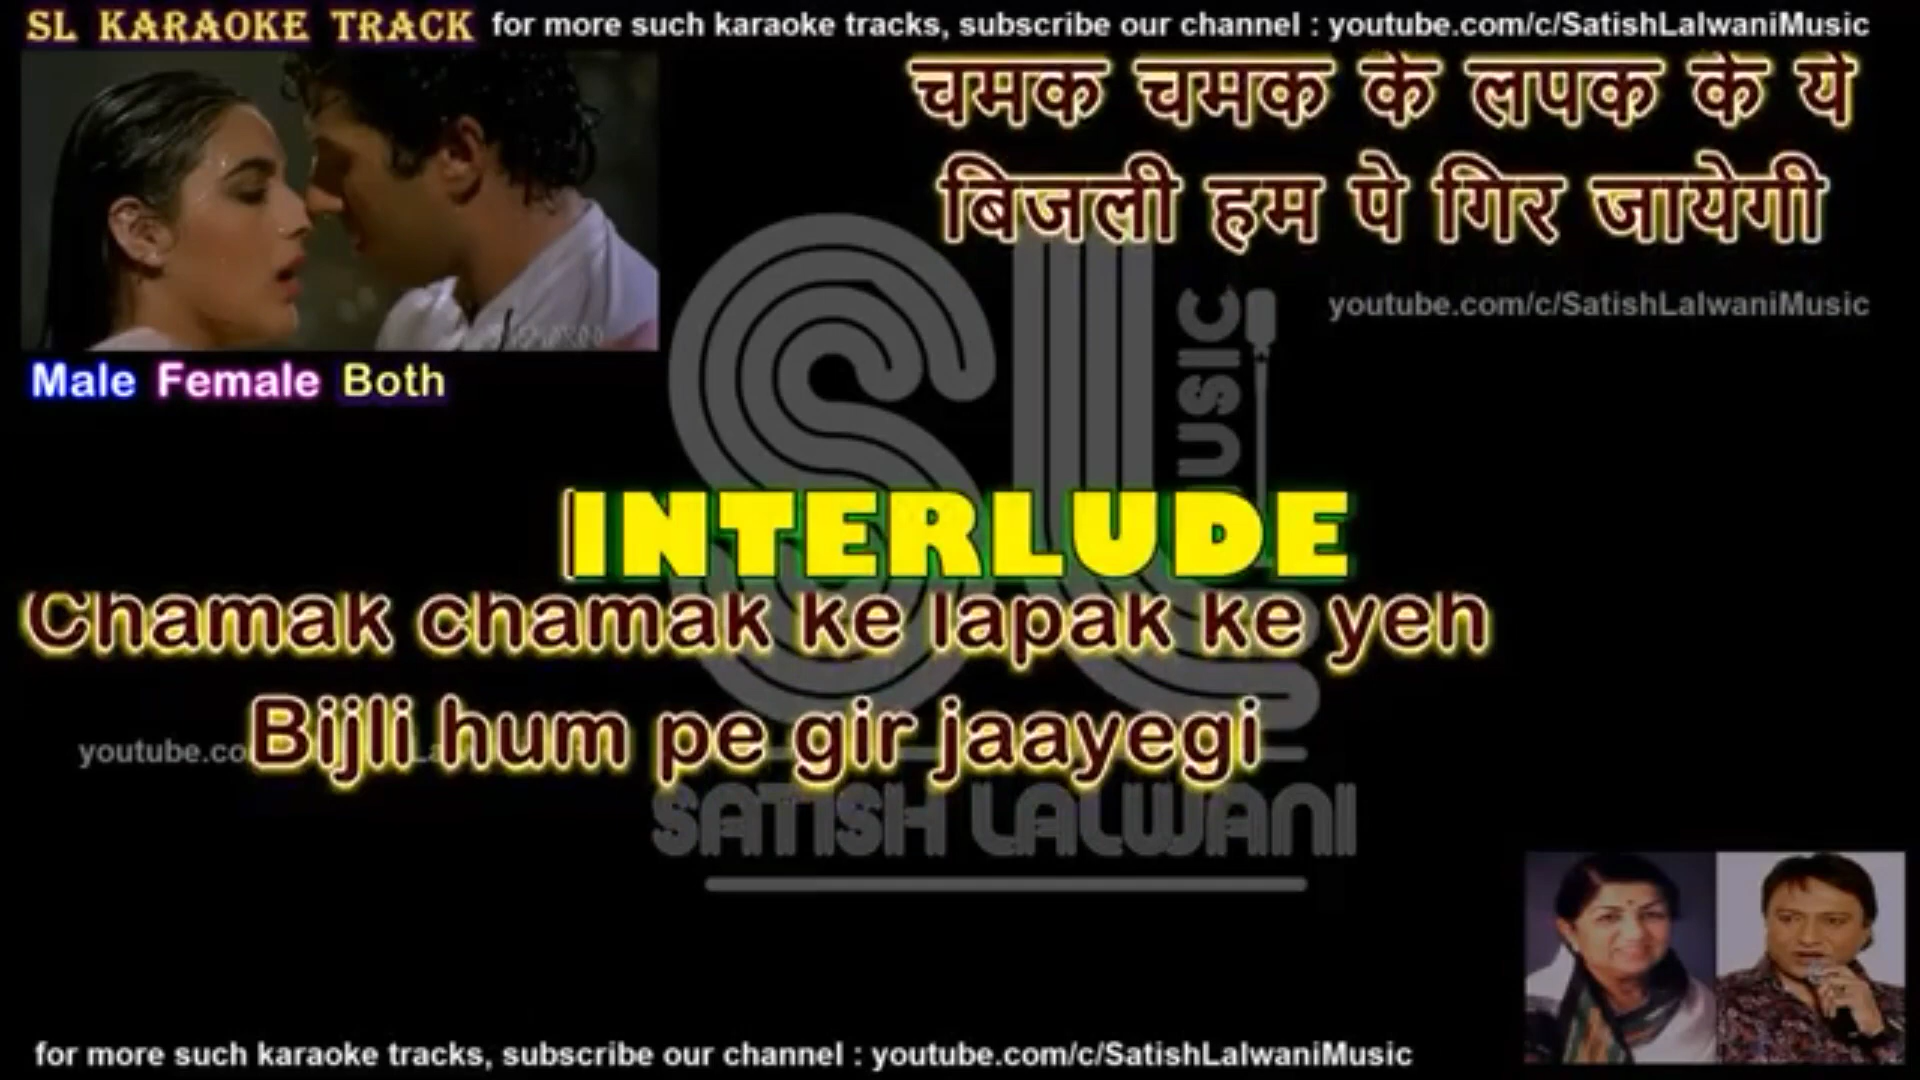 SL KARAOKE TRACK for more such karaoke tracks, subscribe our channel : youtube.com/c/SatishLalwaniMusic
चमक चमक के लपक के ये
बिजली हम पे गिर जायेगी
youtube.com/c/SatishLalwaniMusic
Male Female Both
SL MUSIC
INTERLUDE
Chamak chamak ke lapak ke yeh
Bijli hum pe gir jaayegi
SATISH LALWANI
for more such karaoke tracks, subscribe our channel : youtube.com/c/SatishLalwaniMusic